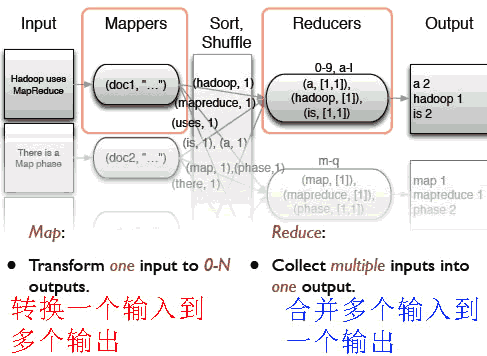 Input
Mappers
Sort,
Shuffle
Reducers
Output
Hadoop uses
MapReduce
(doc1, "...")
(hadoop, 1)
(mapreduce, 1)
(uses, 1)
(is, 1), (a, 1)
0-9, a-l
(a, [1,1]),
(hadoop, [1]),
(is, [1,1])
a 2
hadoop 1
is 2
There is a
Map phase
(doc2, "...")
(map, 1),(phase,1)
(there, 1)
m-q
(map, [1]),
(mapreduce, [1]),
(phase, [1,1])
map 1
mapreduce 1
phase 2
Map:
• Transform one input to 0-N
outputs.
转换一个输入到
多个输出
Reduce:
• Collect multiple inputs into
one output.
合并多个输入到
一个输出